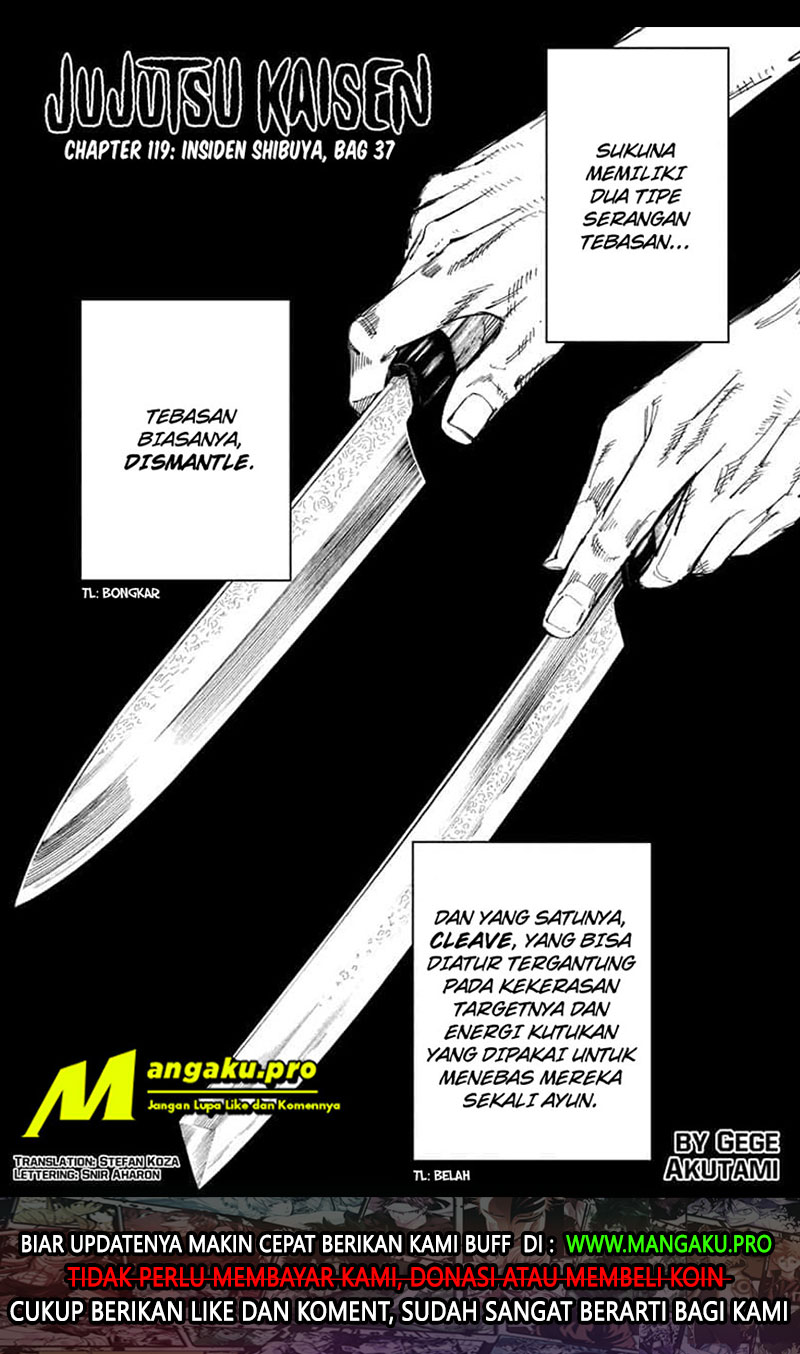 JUJUTSU KAISEN
CHAPTER 119: INSIDEN SHIBUYA, BAG 37
SUKUNA
MEMILIKI
DUA TIPE
SERANGAN
TEBASAN...
TEBASAN
BIASANYA,
DISMANTLE.
TL: BONGKAR
DAN YANG SATUNYA,
CLEAVE, YANG BISA
DIATUR TERGANTUNG
PADA KEKERASAN
TARGETNYA DAN
ENERGI KUTUKAN
YANG DIPAKAI UNTUK
MENEBAS MEREKA
SEKALI AYUN.
TL: BELAH
Mangaku.pro
Jangan Lupa Like dan Komennya
TRANSLATION: STEFAN KOZA
LETTERING: SNIR AHARON
BY GEGE
AKUTAMI
BIAR UPDATENYA MAKIN CEPAT BERIKAN KAMI BUFF DI : WWW.MANGAKU.PRO
TIDAK PERLU MEMBAYAR KAMI, DONASI ATAU MEMBELI KOIN
CUKUP BERIKAN LIKE DAN KOMENT, SUDAH SANGAT BERARTI BAGI KAMI